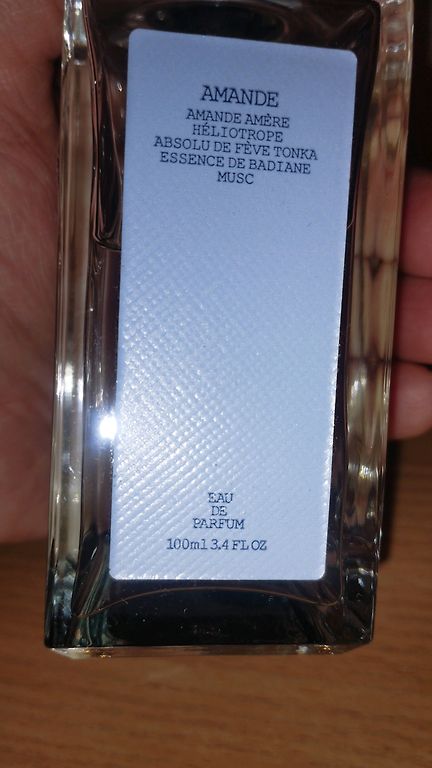 AMANDE
AMANDE AMÈRE
HÉLIOTROPE
ABSOLU DE FÈVE TONKA
ESSENCE DE BADIANE
MUSC
EAU
DE
PARFUM
100ml 3.4 FL OZ